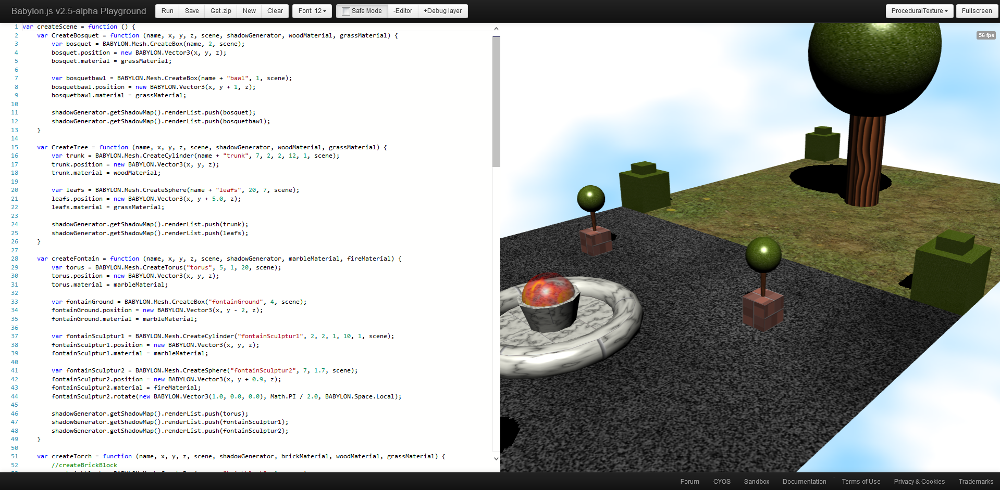 Babylon.js v2.5-alpha Playground Run Save Get .zip New Clear Font: 12 Safe Mode -Editor +Debug layer ProceduralTexture Fullscreen
56 fps
1 var createScene = function () {
2 var CreateBosquet = function (name, x, y, z, scene, shadowGenerator, woodMaterial, grassMaterial) {
3 var bosquet = BABYLON.Mesh.CreateBox(name, 2, scene);
4 bosquet.position = new BABYLON.Vector3(x, y, z);
5 bosquet.material = grassMaterial;
6
7 var bosquetbawl = BABYLON.Mesh.CreateBox(name + "bawl", 1, scene);
8 bosquetbawl.position = new BABYLON.Vector3(x, y + 1, z);
9 bosquetbawl.material = grassMaterial;
10
11 shadowGenerator.getShadowMap().renderList.push(bosquet);
12 shadowGenerator.getShadowMap().renderList.push(bosquetbawl);
13 }
14
15 var CreateTree = function (name, x, y, z, scene, shadowGenerator, woodMaterial, grassMaterial) {
16 var trunk = BABYLON.Mesh.CreateCylinder(name + "trunk", 7, 2, 2, 12, 1, scene);
17 trunk.position = new BABYLON.Vector3(x, y, z);
18 trunk.material = woodMaterial;
19
20 var leafs = BABYLON.Mesh.CreateSphere(name + "leafs", 20, 7, scene);
21 leafs.position = new BABYLON.Vector3(x, y + 5.0, z);
22 leafs.material = grassMaterial;
23
24 shadowGenerator.getShadowMap().renderList.push(trunk);
25 shadowGenerator.getShadowMap().renderList.push(leafs);
26 }
27
28 var createFontain = function (name, x, y, z, scene, shadowGenerator, marbleMaterial, fireMaterial) {
29 var torus = BABYLON.Mesh.CreateTorus("torus", 5, 1, 20, scene);
30 torus.position = new BABYLON.Vector3(x, y, z);
31 torus.material = marbleMaterial;
32
33 var fontainGround = BABYLON.Mesh.CreateBox("fontainGround", 4, scene);
34 fontainGround.position = new BABYLON.Vector3(x, y - 2, z);
35 fontainGround.material = marbleMaterial;
36
37 var fontainSculptur1 = BABYLON.Mesh.CreateCylinder("fontainSculptur1", 2, 2, 1, 10, 1, scene);
38 fontainSculptur1.position = new BABYLON.Vector3(x, y, z);
39 fontainSculptur1.material = marbleMaterial;
40
41 var fontainSculptur2 = BABYLON.Mesh.CreateSphere("fontainSculptur2", 7, 1.7, scene);
42 fontainSculptur2.position = new BABYLON.Vector3(x, y + 0.9, z);
43 fontainSculptur2.material = fireMaterial;
44 fontainSculptur2.rotate(new BABYLON.Vector3(1.0, 0.0, 0.0), Math.PI / 2.0, BABYLON.Space.Local);
45
46 shadowGenerator.getShadowMap().renderList.push(torus);
47 shadowGenerator.getShadowMap().renderList.push(fontainSculptur1);
48 shadowGenerator.getShadowMap().renderList.push(fontainSculptur2);
49 }
50
51 var createTorch = function (name, x, y, z, scene, shadowGenerator, brickMaterial, woodMaterial, grassMaterial) {
52 //createBrickBlock
Forum CYOS Sandbox Documentation Terms of Use Privacy & Cookies Trademarks